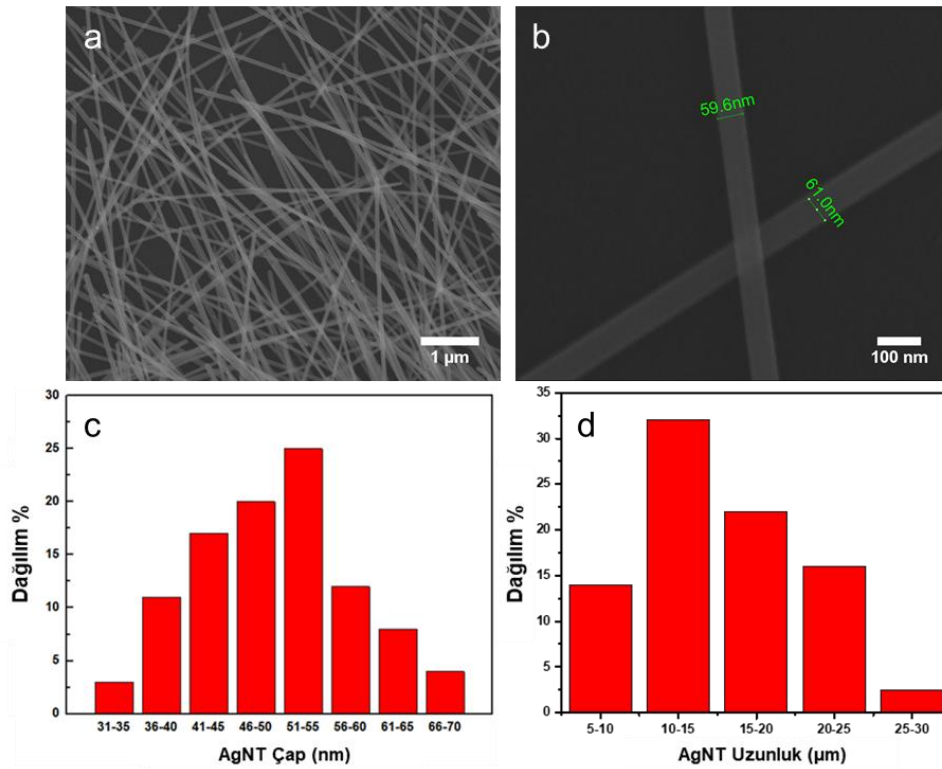 a
1 µm
b
59.6nm
61.0nm
100 nm
c
Dağılım %
30
25
20
15
10
5
0
31-35 36-40 41-45 46-50 51-55 56-60 61-65 66-70
AgNT Çap (nm)
d
Dağılım %
35
30
25
20
15
10
5
0
5-10 10-15 15-20 20-25 25-30
AgNT Uzunluk (µm)